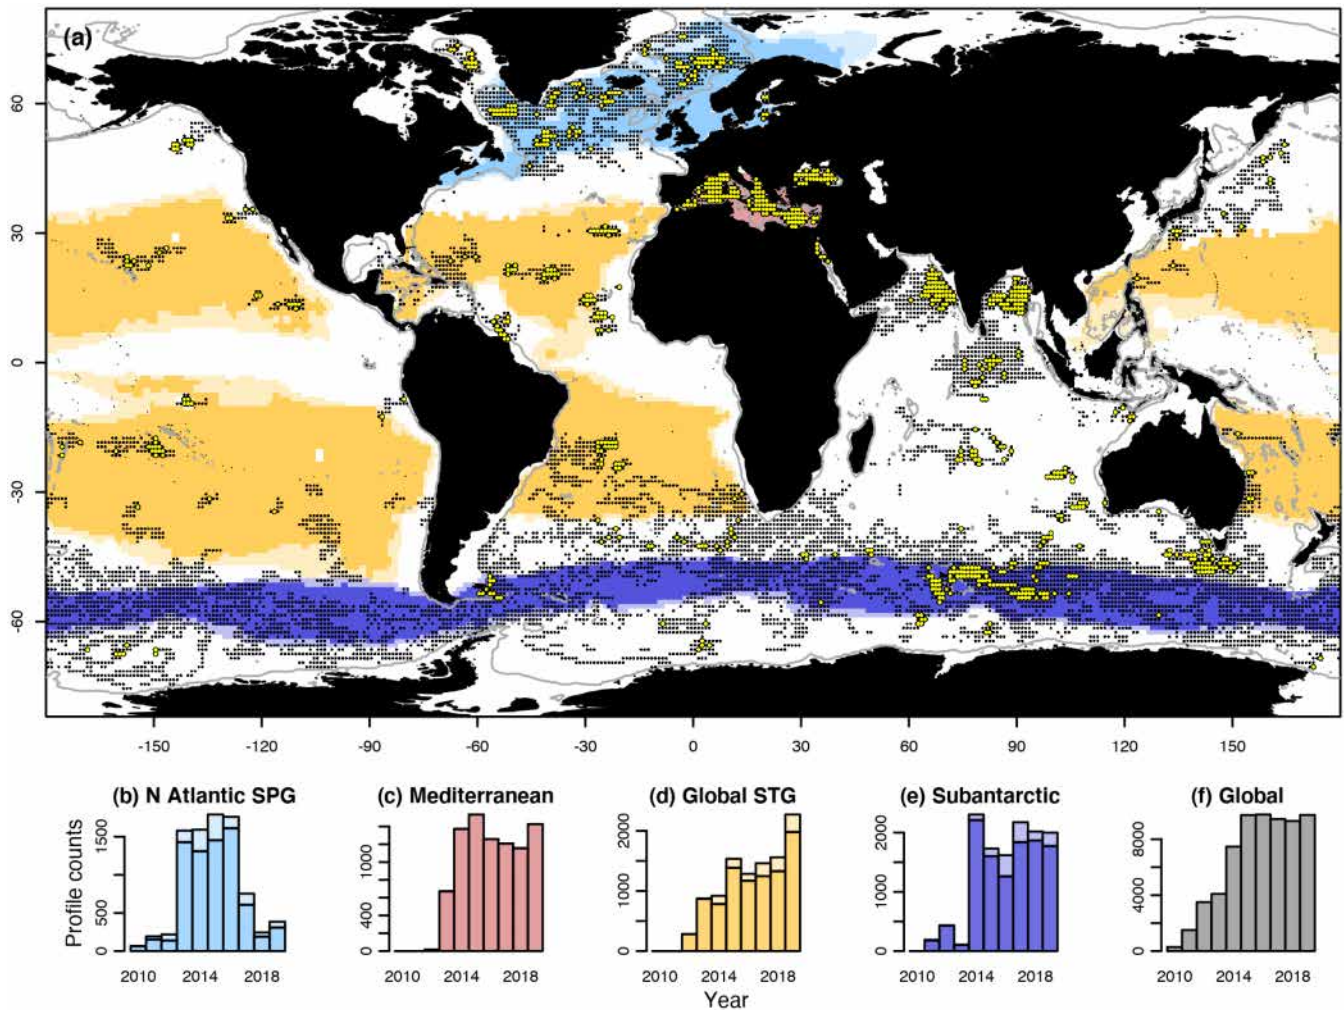 (a)
60
30
0
30
60
-150 -120 -90 -60 -30 0 30 60 90 120 150
(b) N Atlantic SPG (c) Mediterranean (d) Global STG (e) Subantarctic (f) Global
Profile counts
0 500 1500
0 400 1000
0 1000 2000
0 1000 2000
0 4000 8000
2010 2014 2018 2010 2014 2018 2010 2014 2018 2010 2014 2018 2010 2014 2018
Year